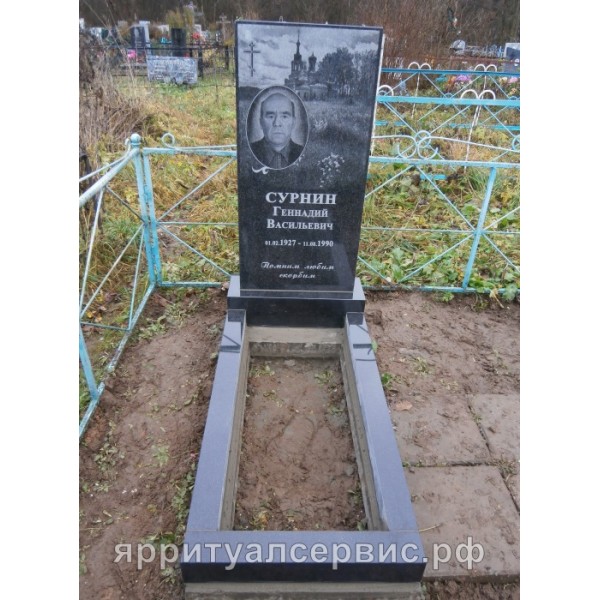 СУРНИН
ГЕННАДИЙ
ВАСИЛЬЕВИЧ
01.02.1927 - 11.08.1990
Помним любим
скорбим
ярритуалсервис.рф